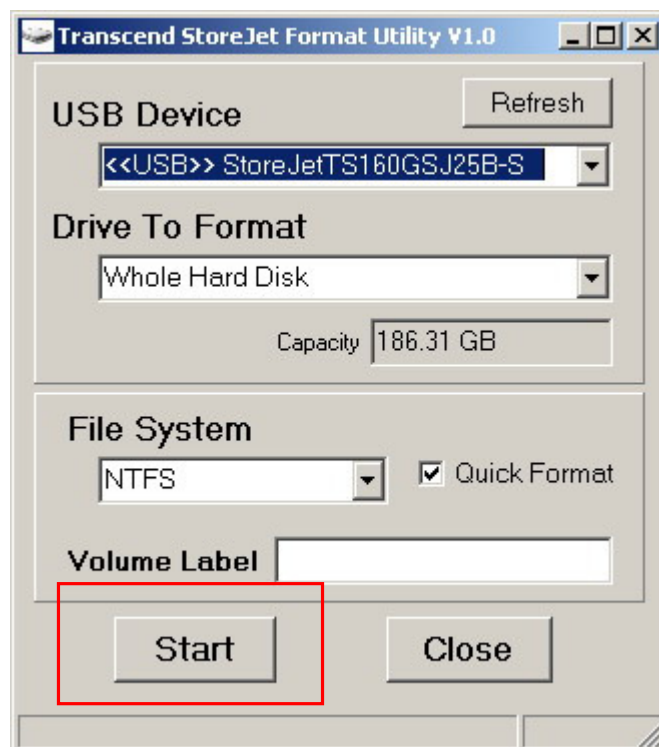 Transcend StoreJet Format Utility V1.0
Refresh
USB Device
<<USB>> StoreJetTS160GSJ25B-S
Drive To Format
Whole Hard Disk
Capacity 186.31 GB
File System
NTFS
Quick Format
Volume Label
Start Close